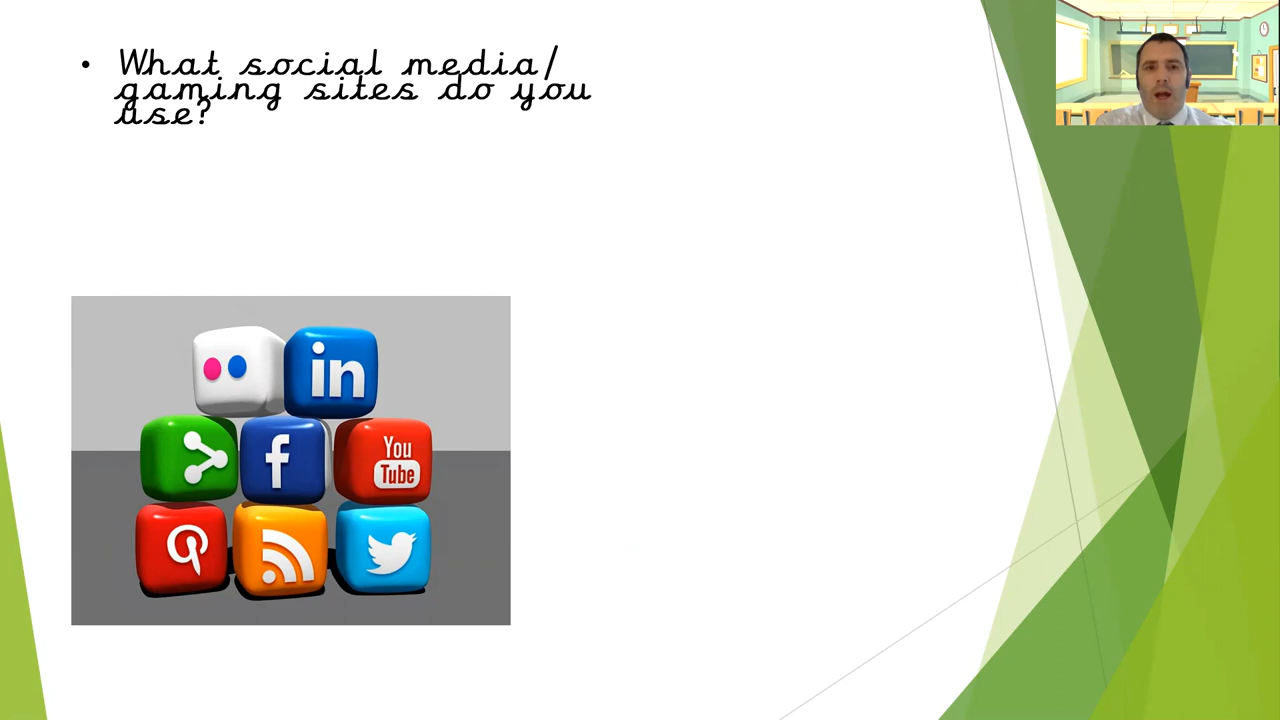 • What social media/
gaming sites do you
use?
in
f
You
Tube